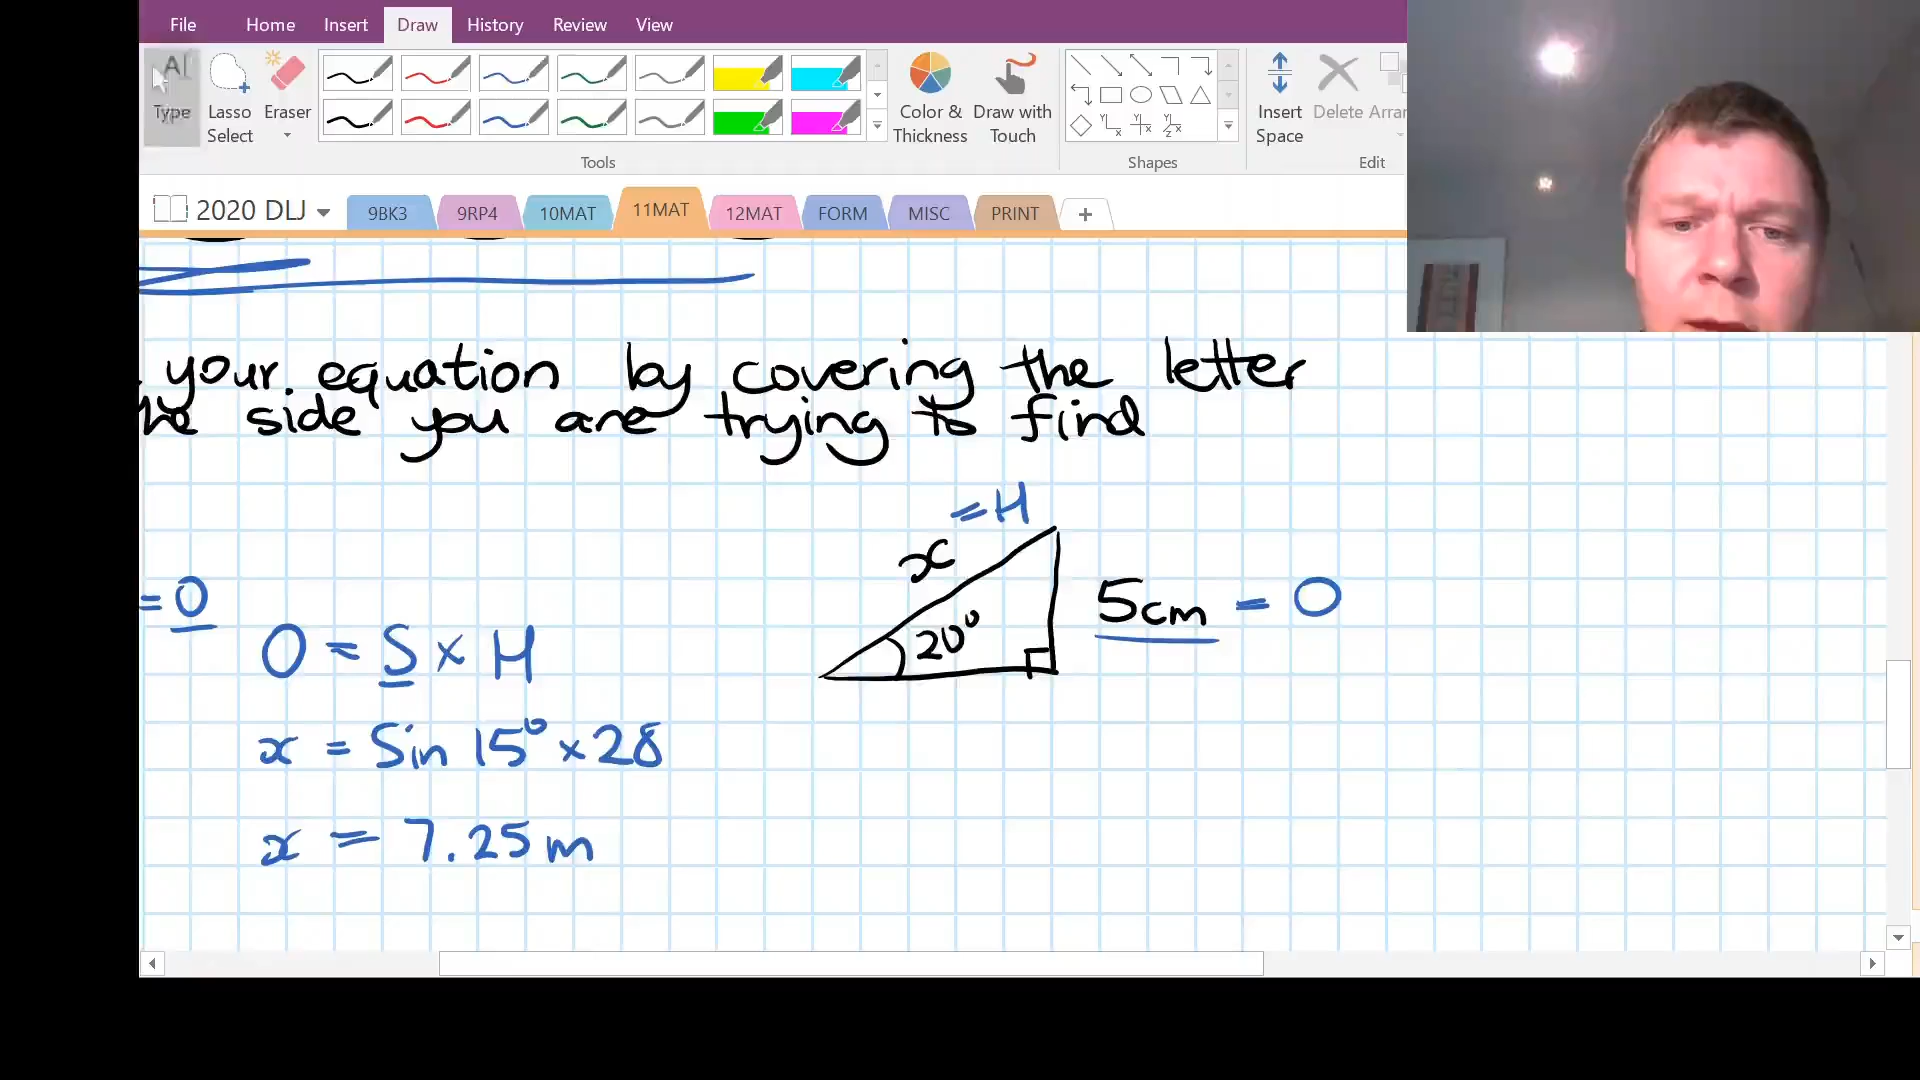 File Home Insert Draw History Review View
Type
Lasso Select
Eraser
Color & Thickness
Draw with Touch
Insert Space
Delete
Arran
Tools
Shapes
Edit
2020 DLJ 9BK3 9RP4 10MAT 11MAT 12MAT FORM MISC PRINT +
your equation by covering the letter
he side you are trying to find
= H
x
= O
5cm = O
20°
O = S × H
x = Sin 15° × 28
x = 7.25 m